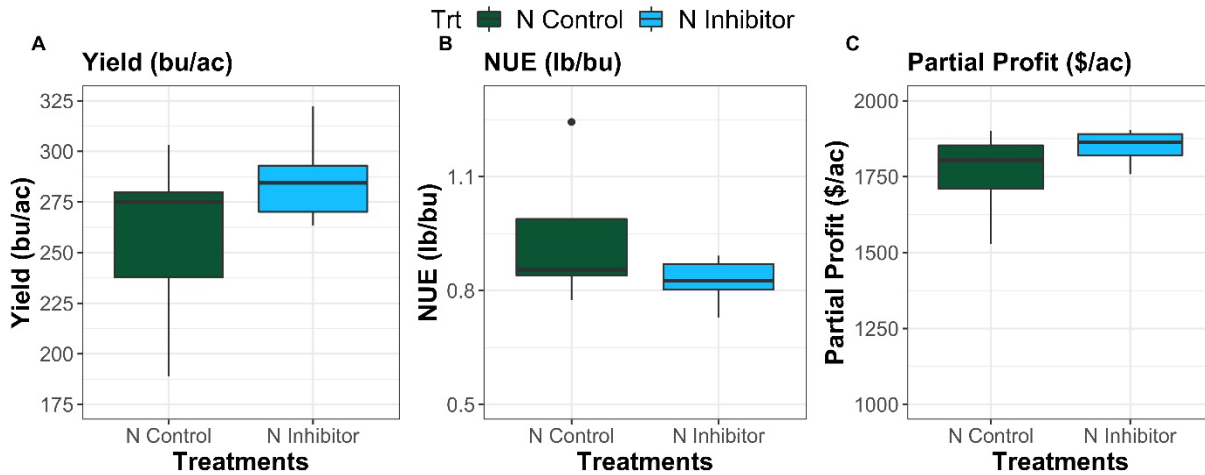 Trt N Control N Inhibitor
A
Yield (bu/ac)
Yield (bu/ac)
325
300
275
250
225
200
175
N Control N Inhibitor
Treatments
B
NUE (lb/bu)
NUE (lb/bu)
1.1
0.8
0.5
N Control N Inhibitor
Treatments
C
Partial Profit ($/ac)
Partial Profit ($/ac)
2000
1750
1500
1250
1000
N Control N Inhibitor
Treatments